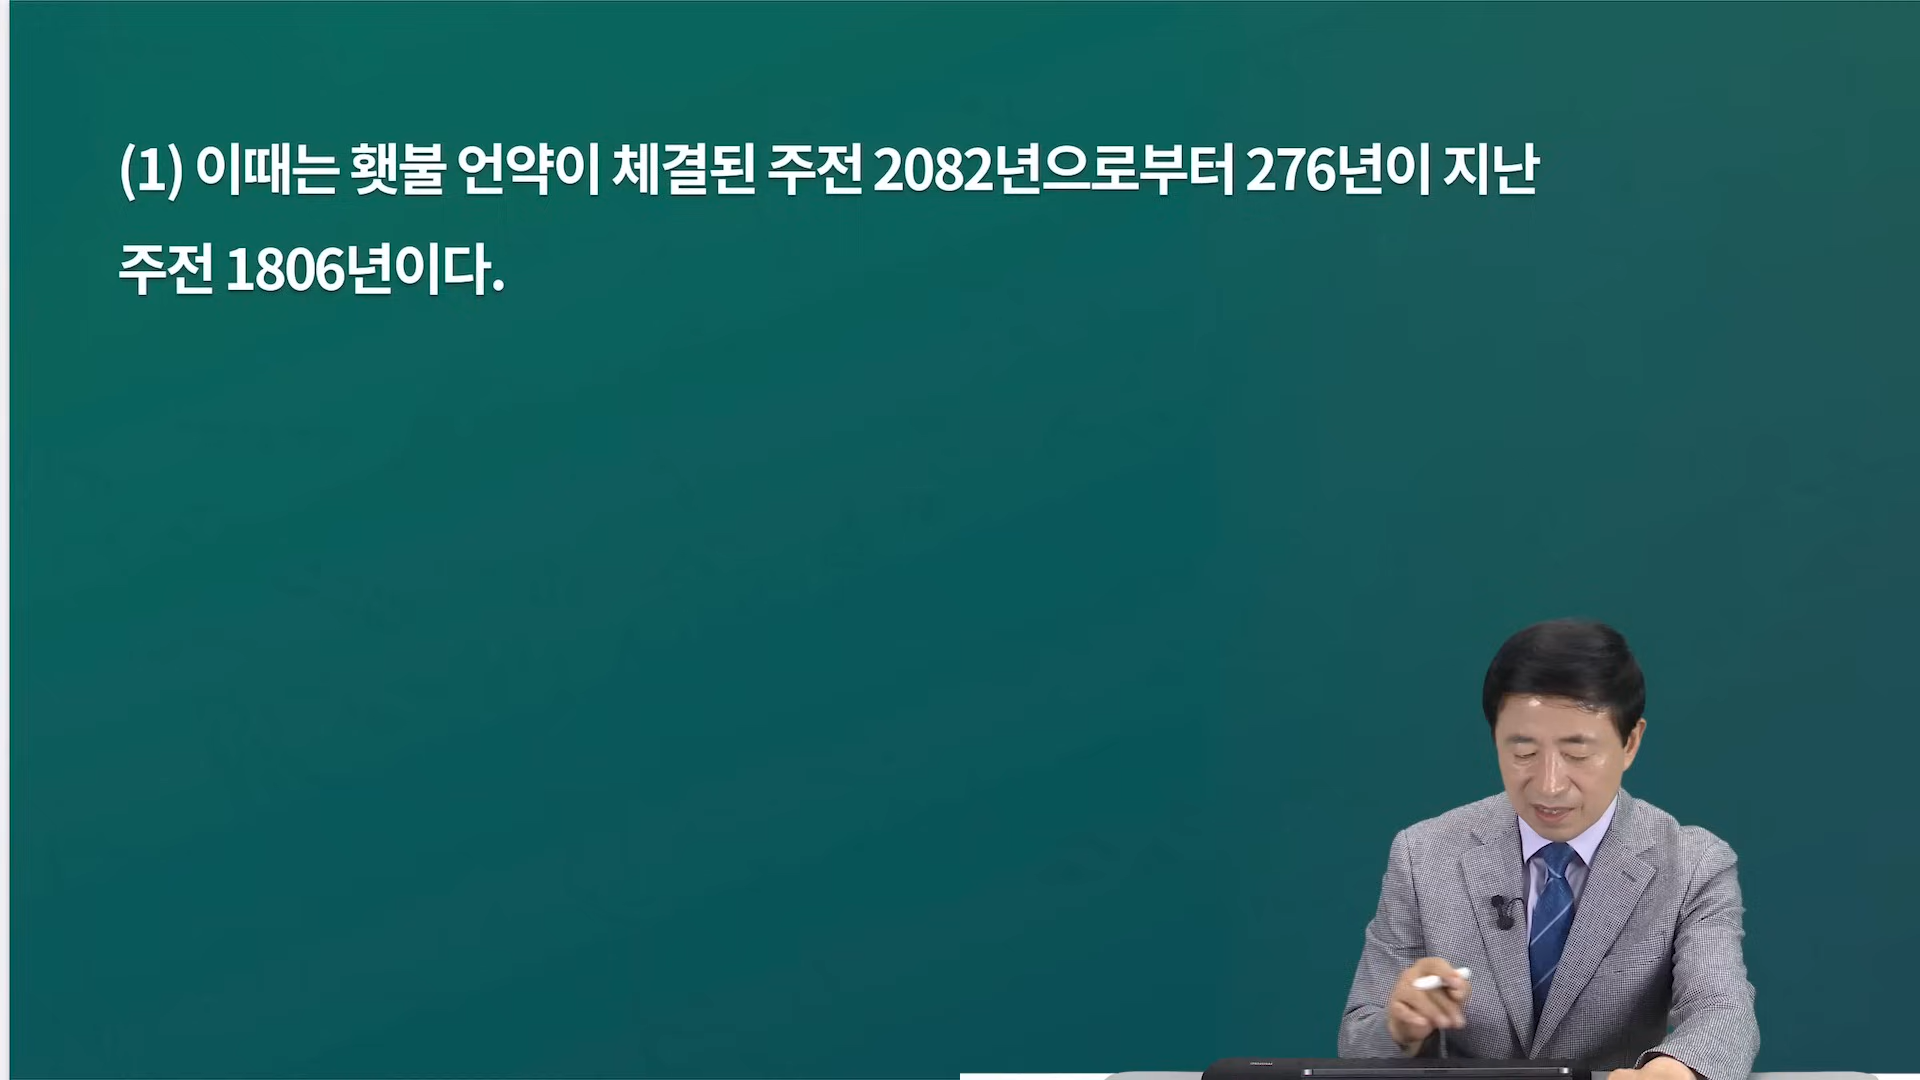 (1) 이때는 횃불 언약이 체결된 주전 2082년으로부터 276년이 지난
주전 1806년이다.